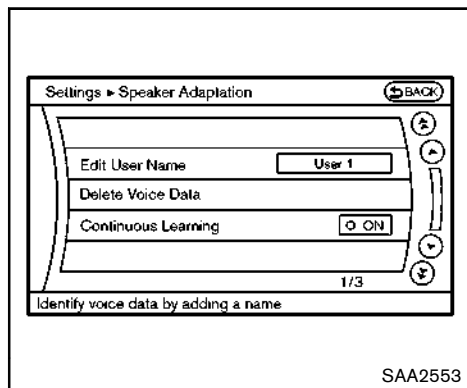 Settings ▸ Speaker Adaptation
BACK
Edit User Name
User 1
Delete Voice Data
Continuous Learning
ON
1/3
Identify voice data by adding a name
SAA2553